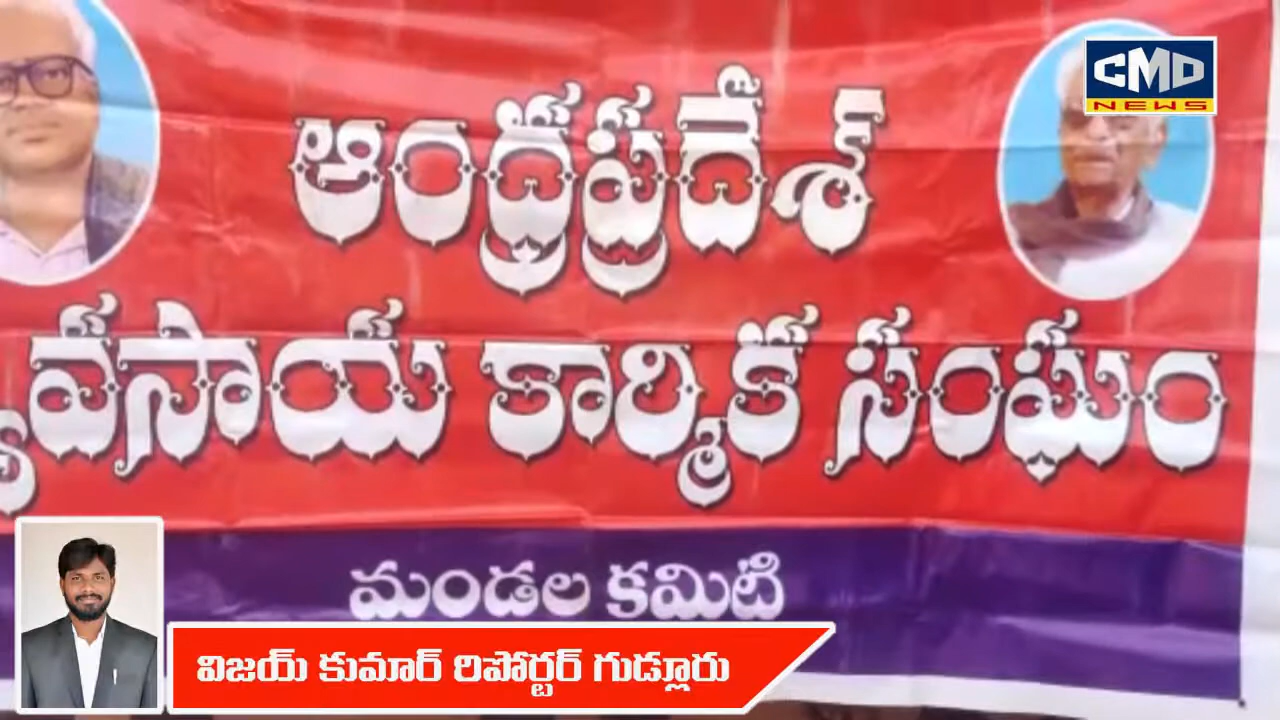 CMD
NEWS
ఆంధ్రప్రదేశ్
వ్యవసాయ కార్మిక సంఘం
మండల కమిటి
విజయ్ కుమార్ రిపోర్టర్ గుడ్లూరు